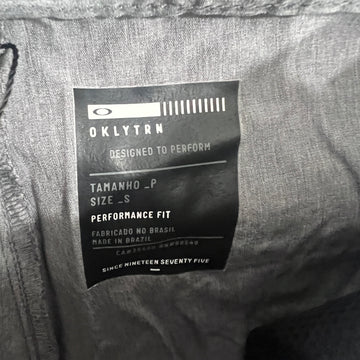 OKLYTRN
DESIGNED TO PERFORM
TAMANHO _P
SIZE _S
PERFORMANCE FIT
FABRICADO NO BRASIL
MADE IN BRAZIL
SINCE NINETEEN SEVENTY FIVE